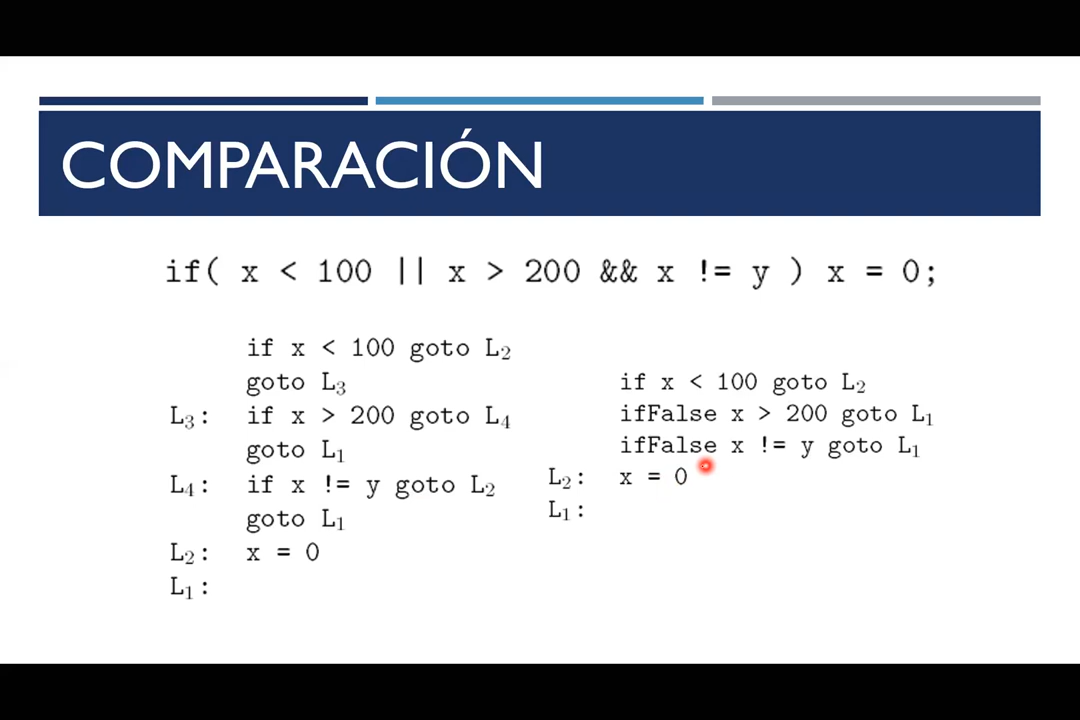 COMPARACIÓN
if( x < 100 || x > 200 && x != y ) x = 0;
if x < 100 goto L₂
goto L₃
L₃: if x > 200 goto L₄
goto L₁
L₄: if x != y goto L₂
goto L₁
L₂: x = 0
L₁:
if x < 100 goto L₂
ifFalse x > 200 goto L₁
ifFalse x != y goto L₁
L₂: x = 0
L₁: